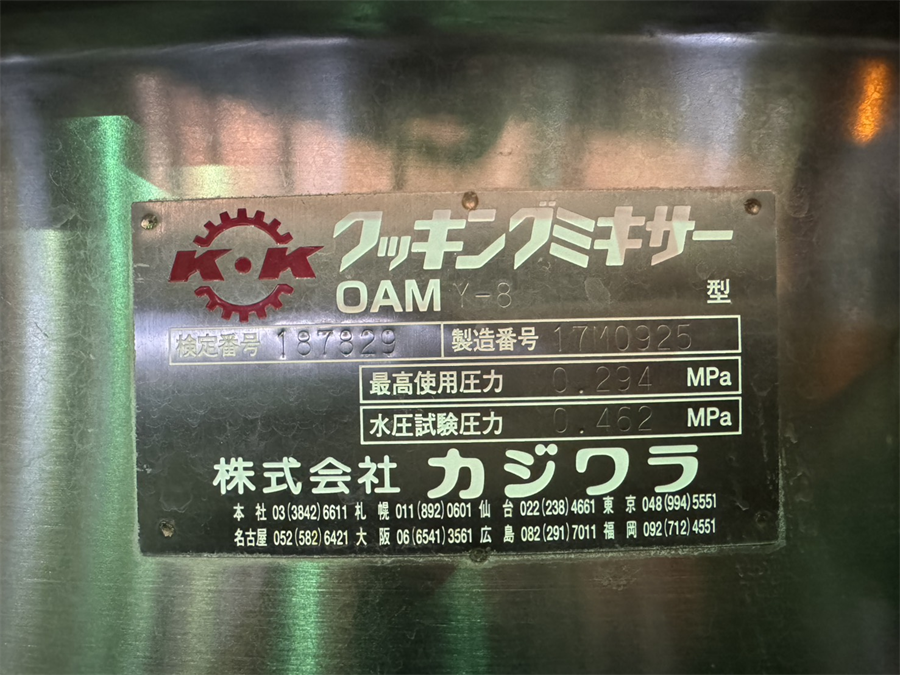 K・K クッキングミキサー
OAM Y-8 型
検定番号 187829 製造番号 17M0925
最高使用圧力 0.294 MPa
水圧試験圧力 0.462 MPa
株式会社 カジワラ
本社 03(3842)6611 札幌 011(892)0601 仙台 022(238)4661 東京 048(994)5551
名古屋 052(582)6421 大阪 06(6541)3561 広島 082(291)7011 福岡 092(712)4551